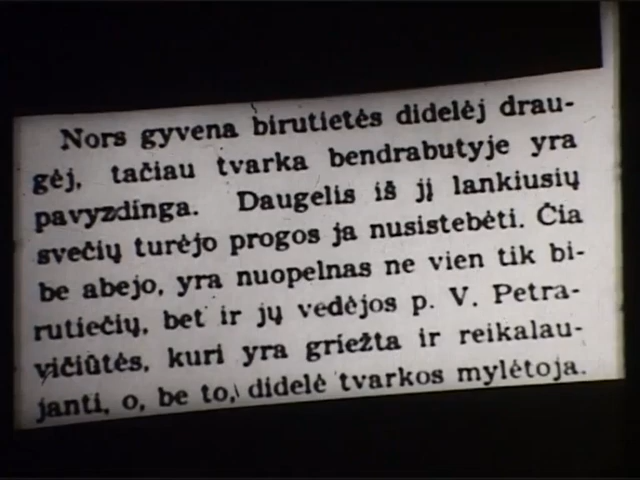 Nors gyvena birutietės didelėj drau-
gėj, tačiau tvarka bendrabutyje yra
pavyzdinga. Daugelis iš jį lankiusių
svečių turėjo progos ja nusistebėti. Čia
be abejo, yra nuopelnas ne vien tik bi-
rutiečių, bet ir jų vedėjos p. V. Petra-
vičiūtės, kuri yra griežta ir reikalau-
janti, o, be to, didelė tvarkos mylėtoja.